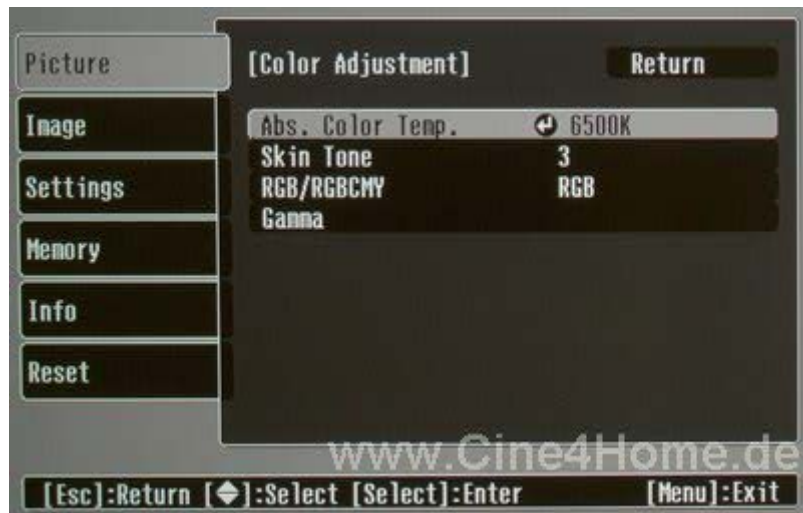 Picture
Image
Settings
Memory
Info
Reset
[Color Adjustment] Return
Abs. Color Temp. 6500K
Skin Tone 3
RGB/RGBCMY RGB
Gamma
www.Cine4Home.de
[Esc]:Return [ ]:Select [Select]:Enter [Menu]:Exit